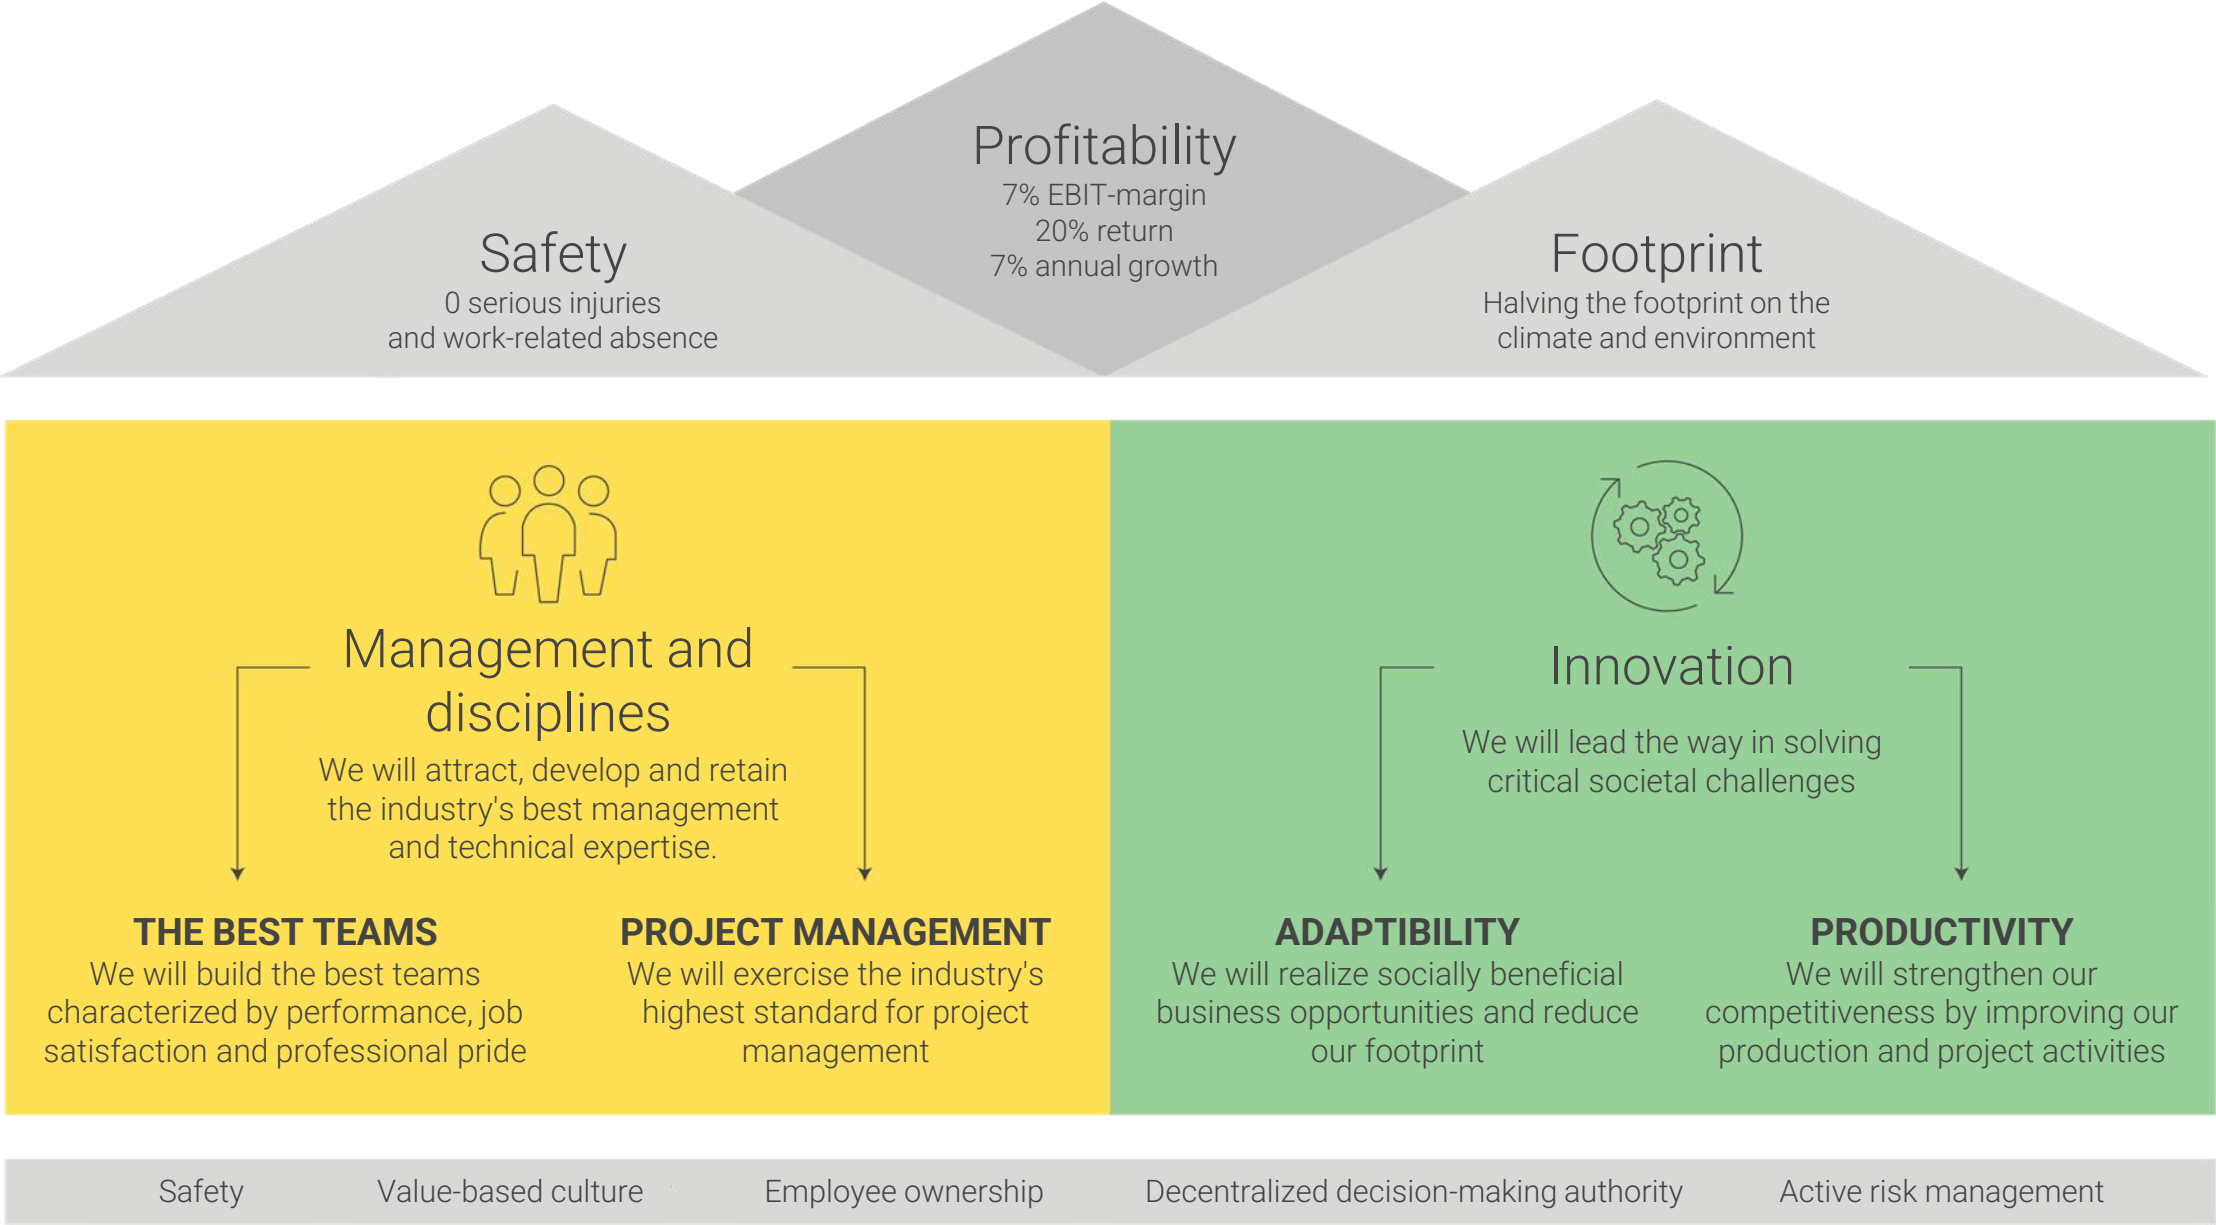 Profitability
7% EBIT-margin
20% return
7% annual growth
Safety
0 serious injuries
and work-related absence
Footprint
Halving the footprint on the
climate and environment
Management and
disciplines
We will attract, develop and retain
the industry's best management
and technical expertise.
THE BEST TEAMS
We will build the best teams
characterized by performance, job
satisfaction and professional pride
PROJECT MANAGEMENT
We will exercise the industry's
highest standard for project
management
Innovation
We will lead the way in solving
critical societal challenges
ADAPTIBILITY
We will realize socially beneficial
business opportunities and reduce
our footprint
PRODUCTIVITY
We will strengthen our
competitiveness by improving our
production and project activities
Safety Value-based culture Employee ownership Decentralized decision-making authority Active risk management